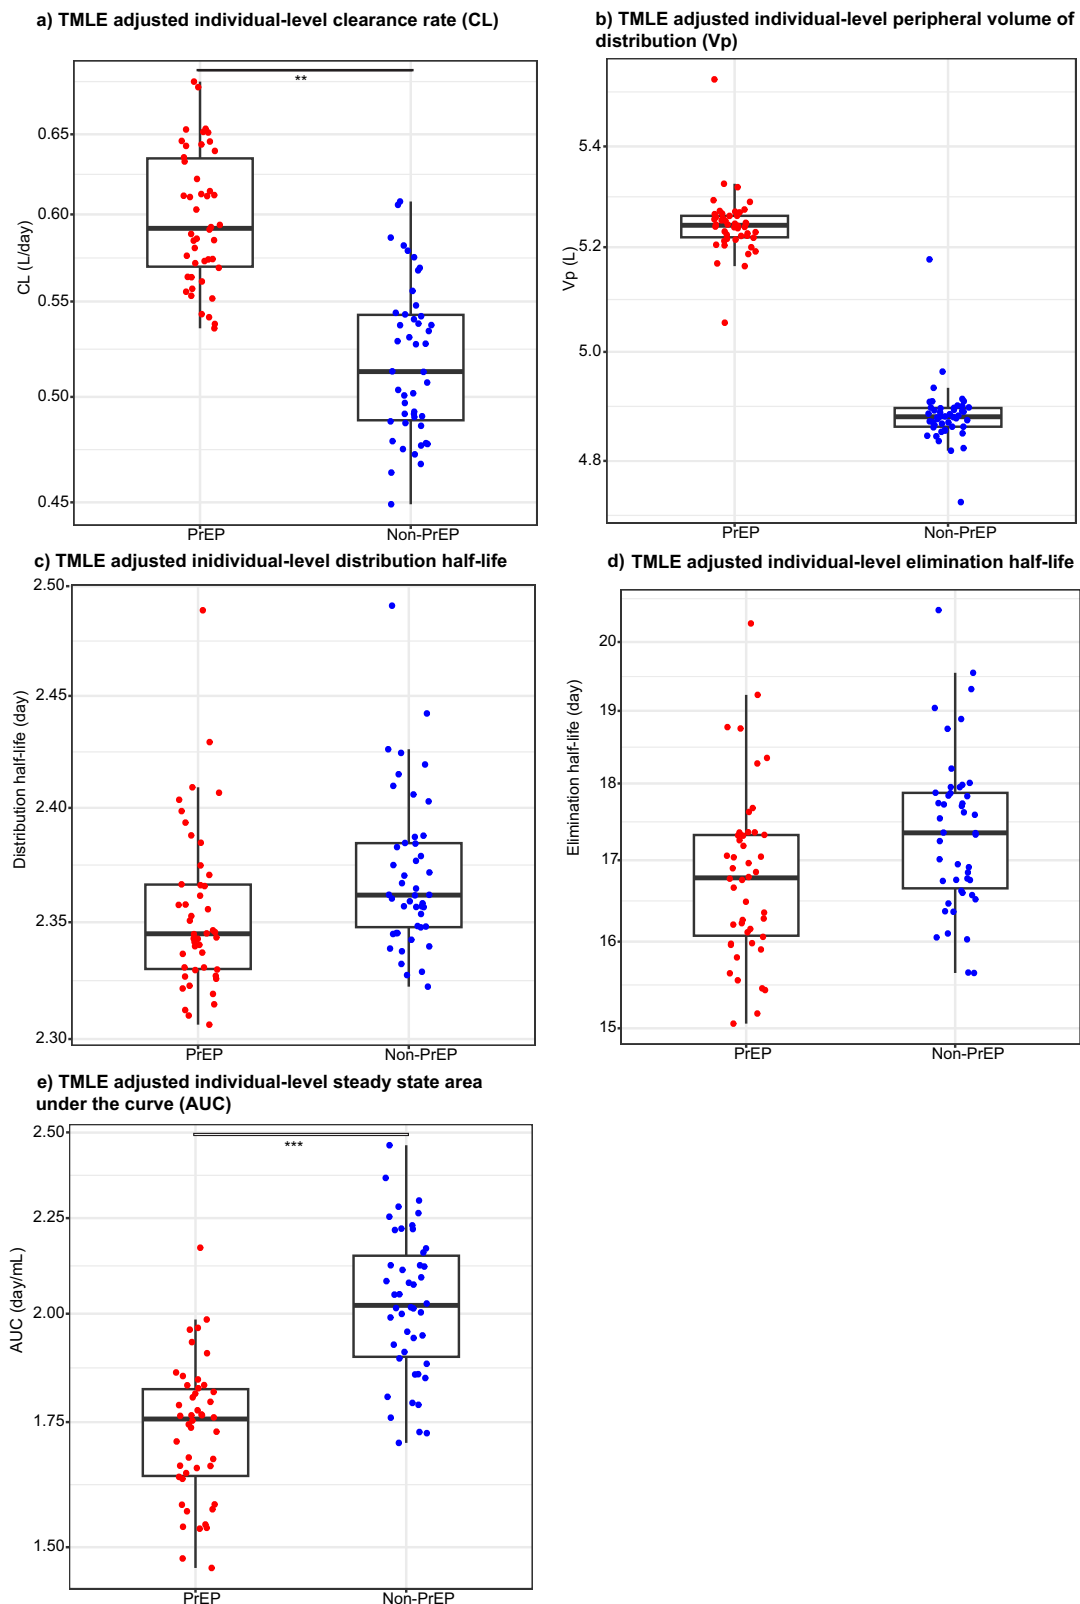 a) TMLE adjusted individual-level clearance rate (CL)
**
CL (L/day)
0.65
0.60
0.55
0.50
0.45
PrEP
Non-PrEP
b) TMLE adjusted individual-level peripheral volume of
distribution (Vp)
Vp (L)
5.4
5.2
5.0
4.8
PrEP
Non-PrEP
c) TMLE adjusted inidividual-level distribution half-life
Distribution half-life (day)
2.50
2.45
2.40
2.35
2.30
PrEP
Non-PrEP
d) TMLE adjusted individual-level elimination half-life
Elimination half-life (day)
20
19
18
17
16
15
PrEP
Non-PrEP
e) TMLE adjusted individual-level steady state area
under the curve (AUC)
***
AUC (day/mL)
2.50
2.25
2.00
1.75
1.50
PrEP
Non-PrEP